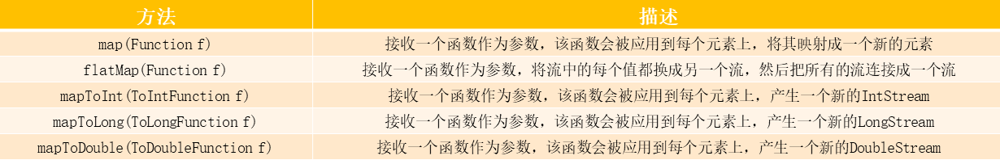 方法 描述
map(Function f) 接收一个函数作为参数，该函数会被应用到每个元素上，将其映射成一个新的元素
flatMap(Function f) 接收一个函数作为参数，将流中的每个值都换成另一个流，然后把所有的流连接成一个流
mapToInt(ToIntFunction f) 接收一个函数作为参数，该函数会被应用到每个元素上，产生一个新的IntStream
mapToLong(ToLongFunction f) 接收一个函数作为参数，该函数会被应用到每个元素上，产生一个新的LongStream
mapToDouble(ToDoubleFunction f) 接收一个函数作为参数，该函数会被应用到每个元素上，产生一个新的DoubleStream